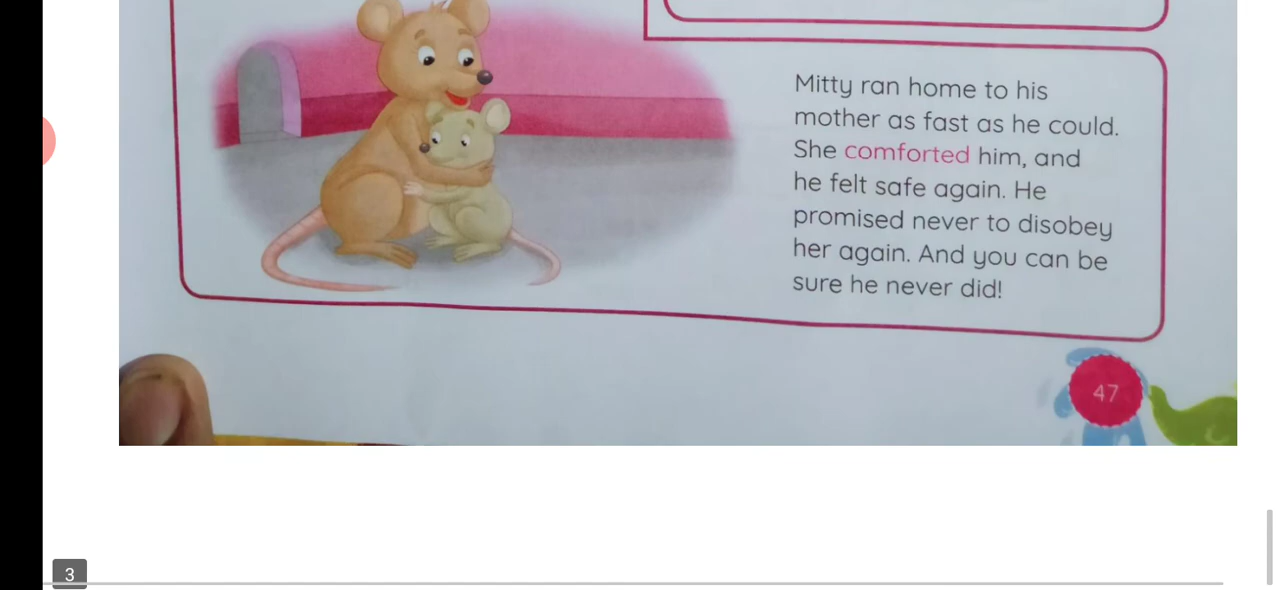 Mitty ran home to his
mother as fast as he could.
She comforted him, and
he felt safe again. He
promised never to disobey
her again. And you can be
sure he never did!
47
3